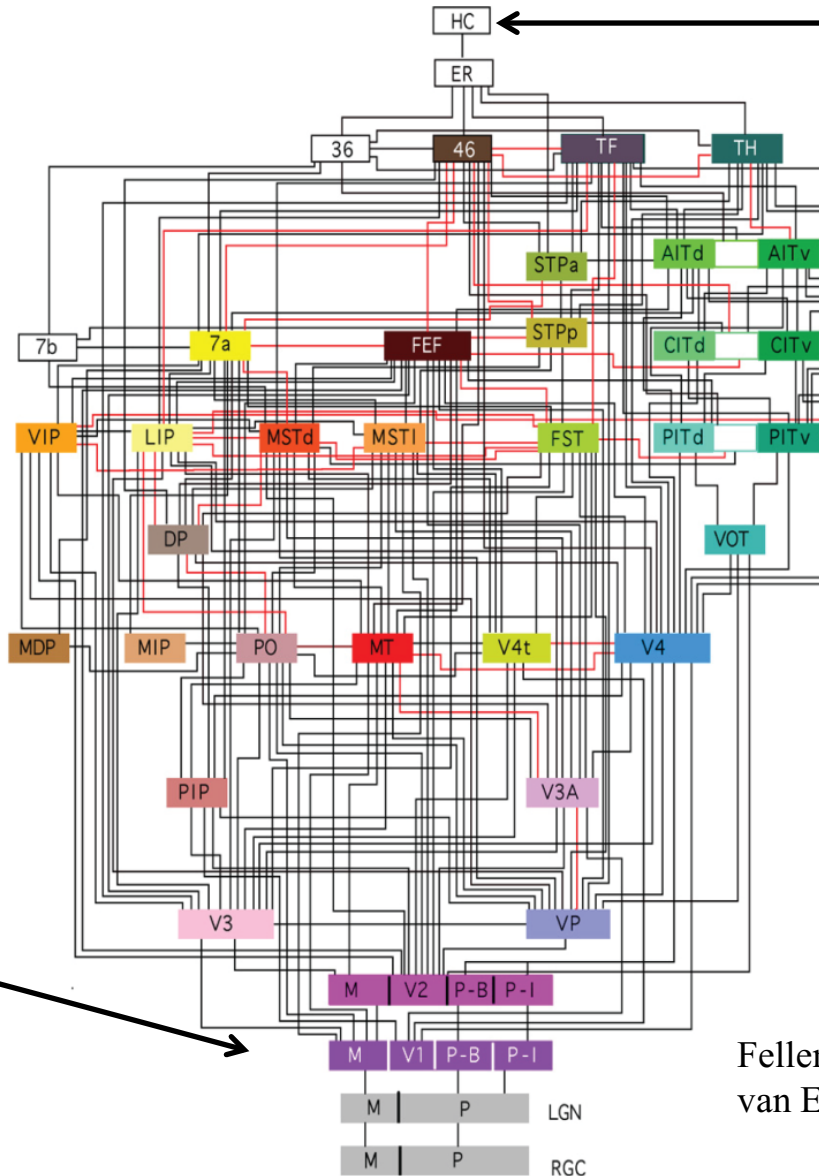 HC
ER
36 46 TF TH
STPa AITd AITv
7b 7a FEF STPp CITd CITv
VIP LIP MSTd MSTl FST PITd PITv
DP VOT
MDP MIP PO MT V4t V4
PIP V3A
V3 VP
M V2 P-B P-I
M V1 P-B P-I
Feller
van E
M P LGN
M P RGC